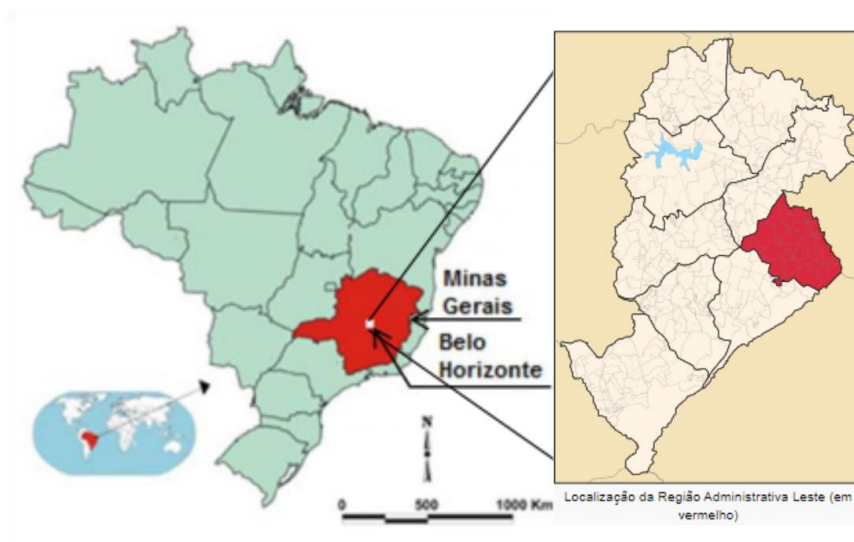 Minas
Gerais
Belo
Horizonte
N
0 500 1000 Km
Localização da Região Administrativa Leste (em
vermelho)